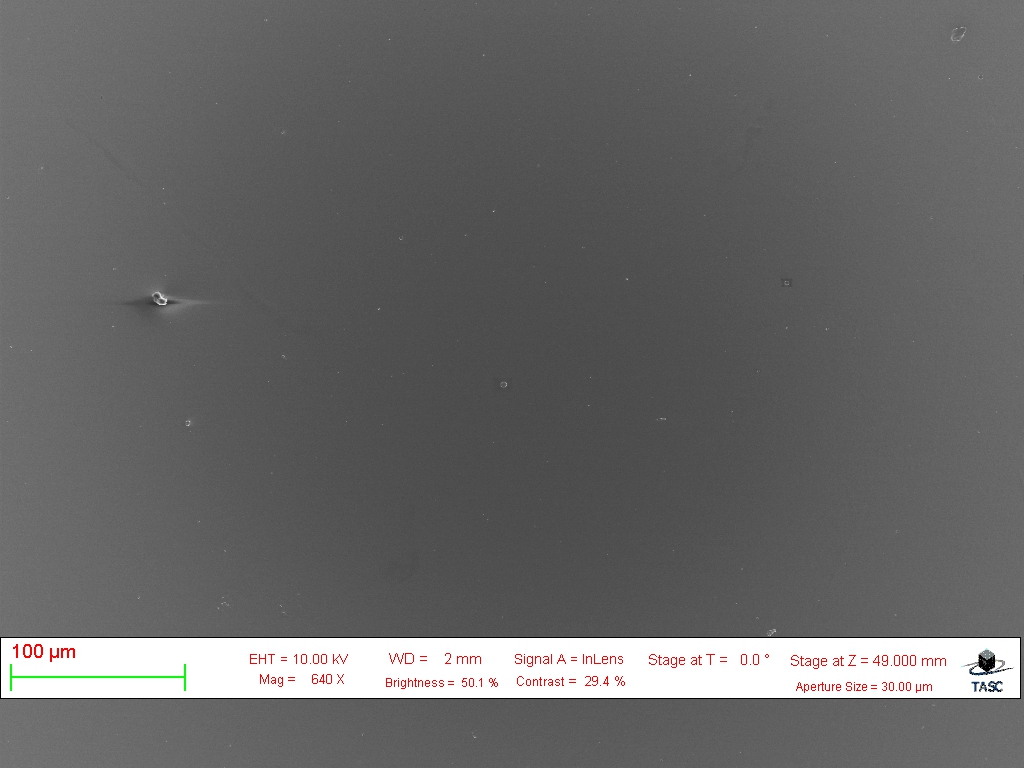 100 µm
EHT = 10.00 kV
Mag = 640 X
WD = 2 mm
Brightness = 50.1 %
Signal A = InLens
Contrast = 29.4 %
Stage at T = 0.0 °
Stage at Z = 49.000 mm
Aperture Size = 30.00 µm
TASC